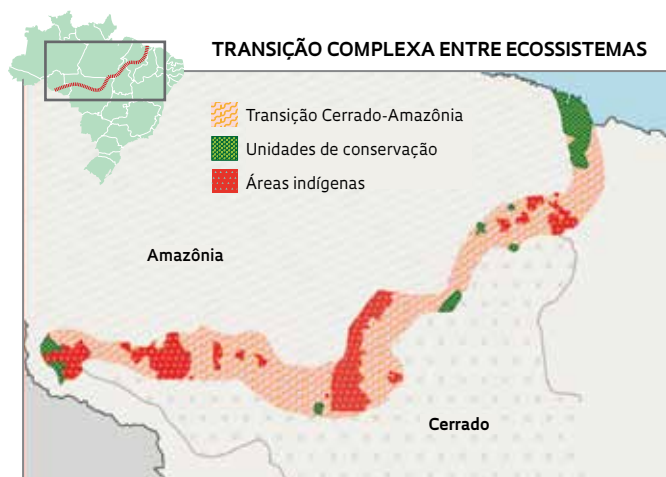 TRANSIÇÃO COMPLEXA ENTRE ECOSSISTEMAS
Transição Cerrado-Amazônia
Unidades de conservação
Áreas indígenas
Amazônia
Cerrado